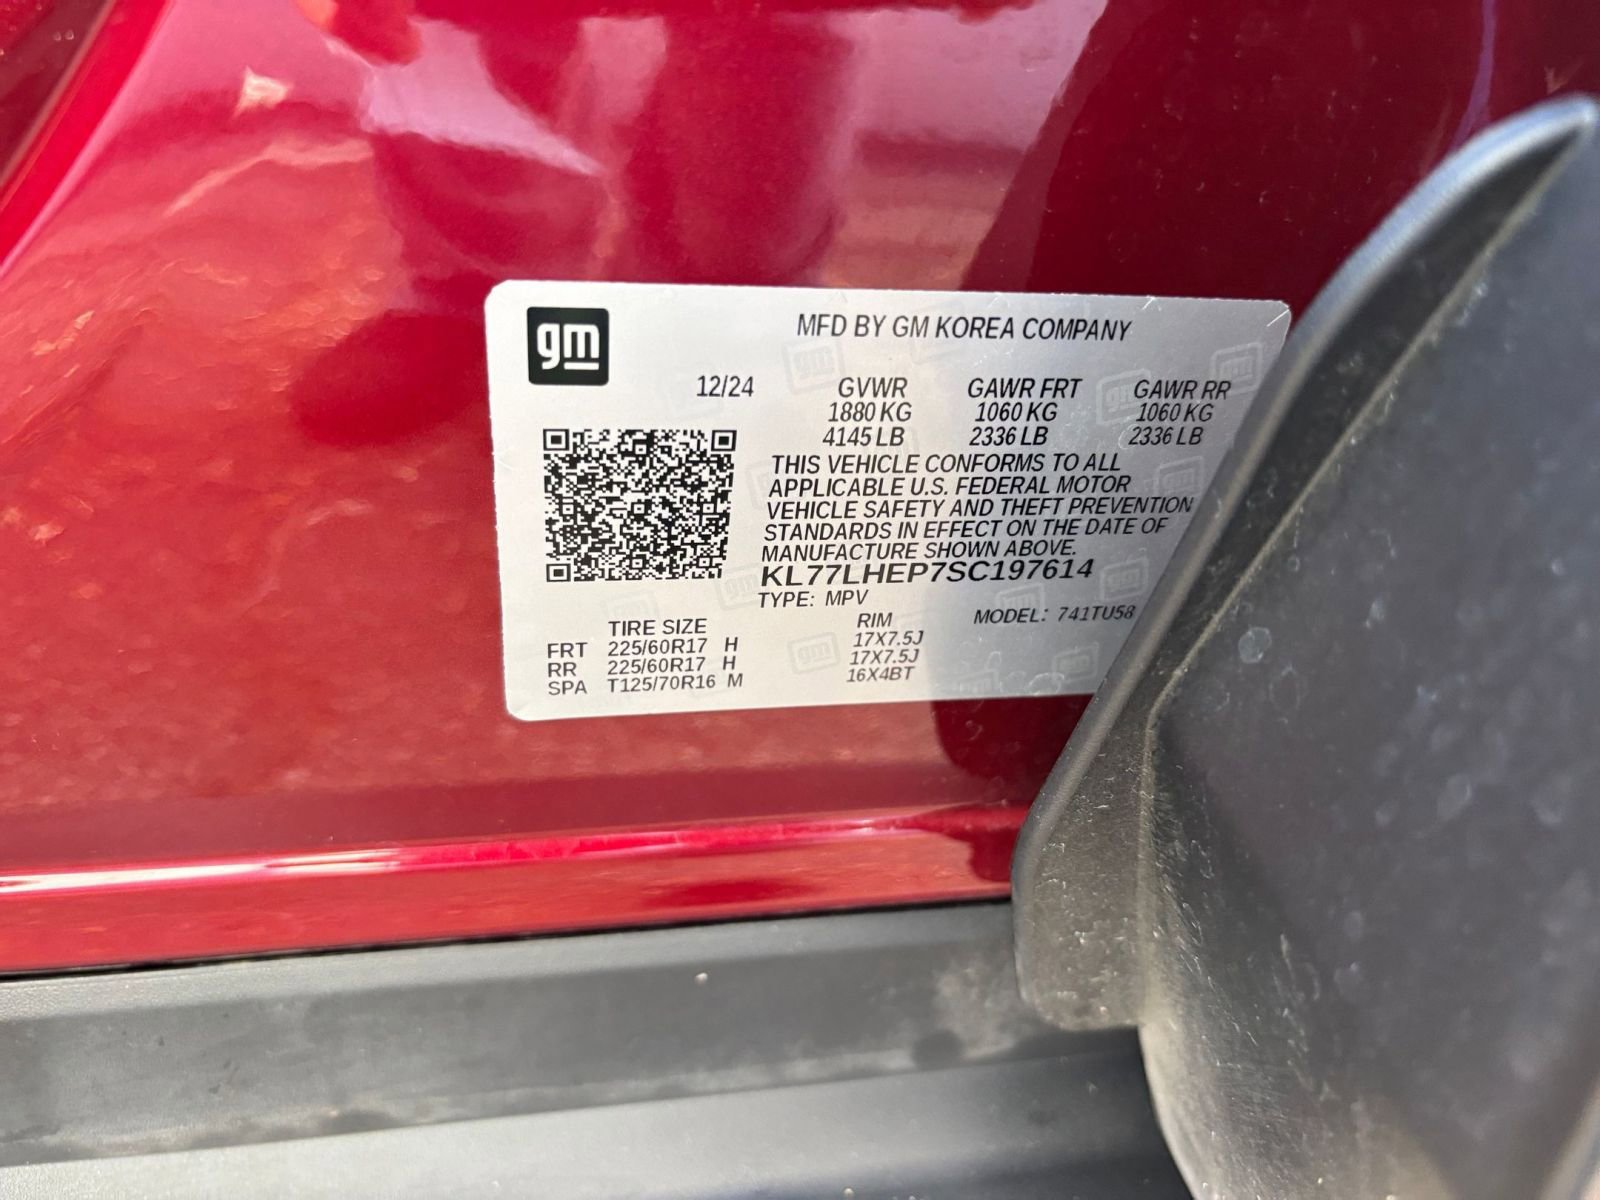 gm
MFD BY GM KOREA COMPANY
12/24 GVWR GAWR FRT GAWR RR
1880 KG 1060 KG 1060 KG
4145 LB 2336 LB 2336 LB
THIS VEHICLE CONFORMS TO ALL
APPLICABLE U.S. FEDERAL MOTOR
VEHICLE SAFETY AND THEFT PREVENTION
STANDARDS IN EFFECT ON THE DATE OF
MANUFACTURE SHOWN ABOVE.
KL77LHEP7SC197614
TYPE: MPV MODEL: 741TU58
TIRE SIZE RIM
FRT 225/60R17 H 17X7.5J
RR 225/60R17 H 17X7.5J
SPA T125/70R16 M 16X4BT